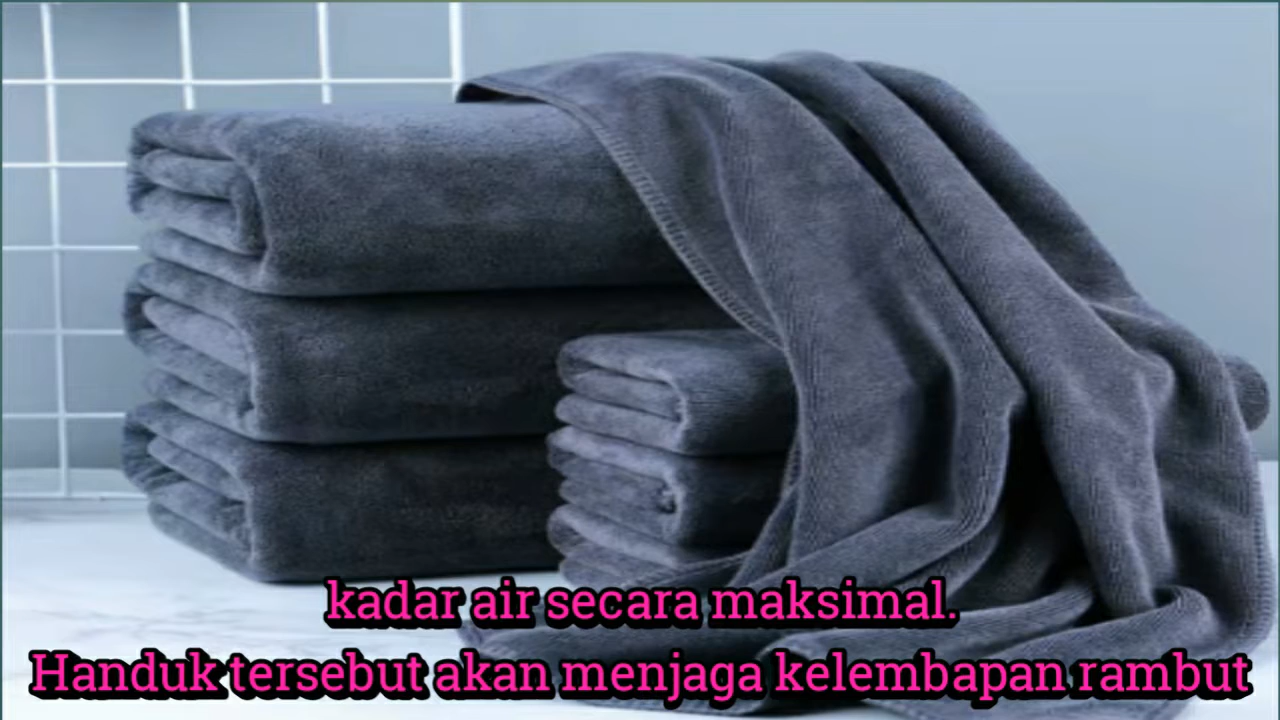 kadar air secara maksimal.
Handuk tersebut akan menjaga kelembapan rambut